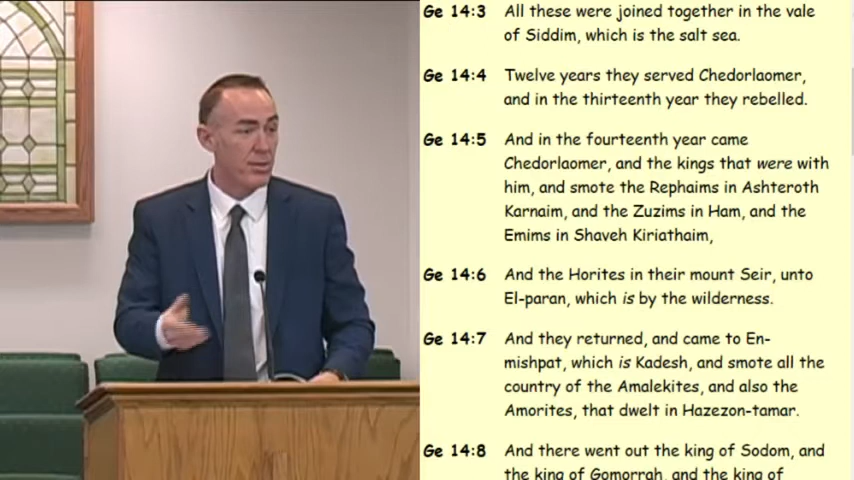 Ge 14:3 All these were joined together in the vale
of Siddim, which is the salt sea.
Ge 14:4 Twelve years they served Chedorlaomer,
and in the thirteenth year they rebelled.
Ge 14:5 And in the fourteenth year came
Chedorlaomer, and the kings that were with
him, and smote the Rephaims in Ashteroth
Karnaim, and the Zuzims in Ham, and the
Emims in Shaveh Kiriathaim,
Ge 14:6 And the Horites in their mount Seir, unto
El-paran, which is by the wilderness.
Ge 14:7 And they returned, and came to En-
mishpat, which is Kadesh, and smote all the
country of the Amalekites, and also the
Amorites, that dwelt in Hazezon-tamar.
Ge 14:8 And there went out the king of Sodom, and
the king of Gomorrah, and the king of